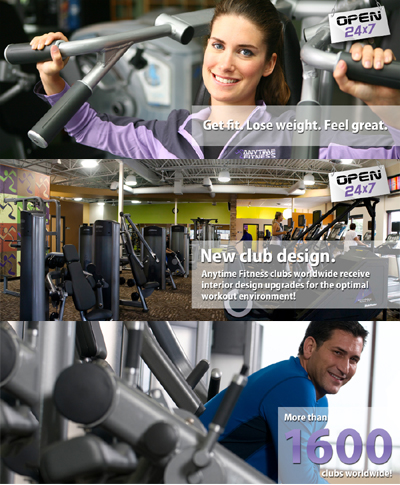 OPEN
24x7
Get fit. Lose weight. Feel great.
ANYTIME
FITNESS
OPEN
24x7
New club design.
Anytime Fitness clubs worldwide receive
interior design upgrades for the optimal
workout environment!
More than
1600
clubs worldwide!